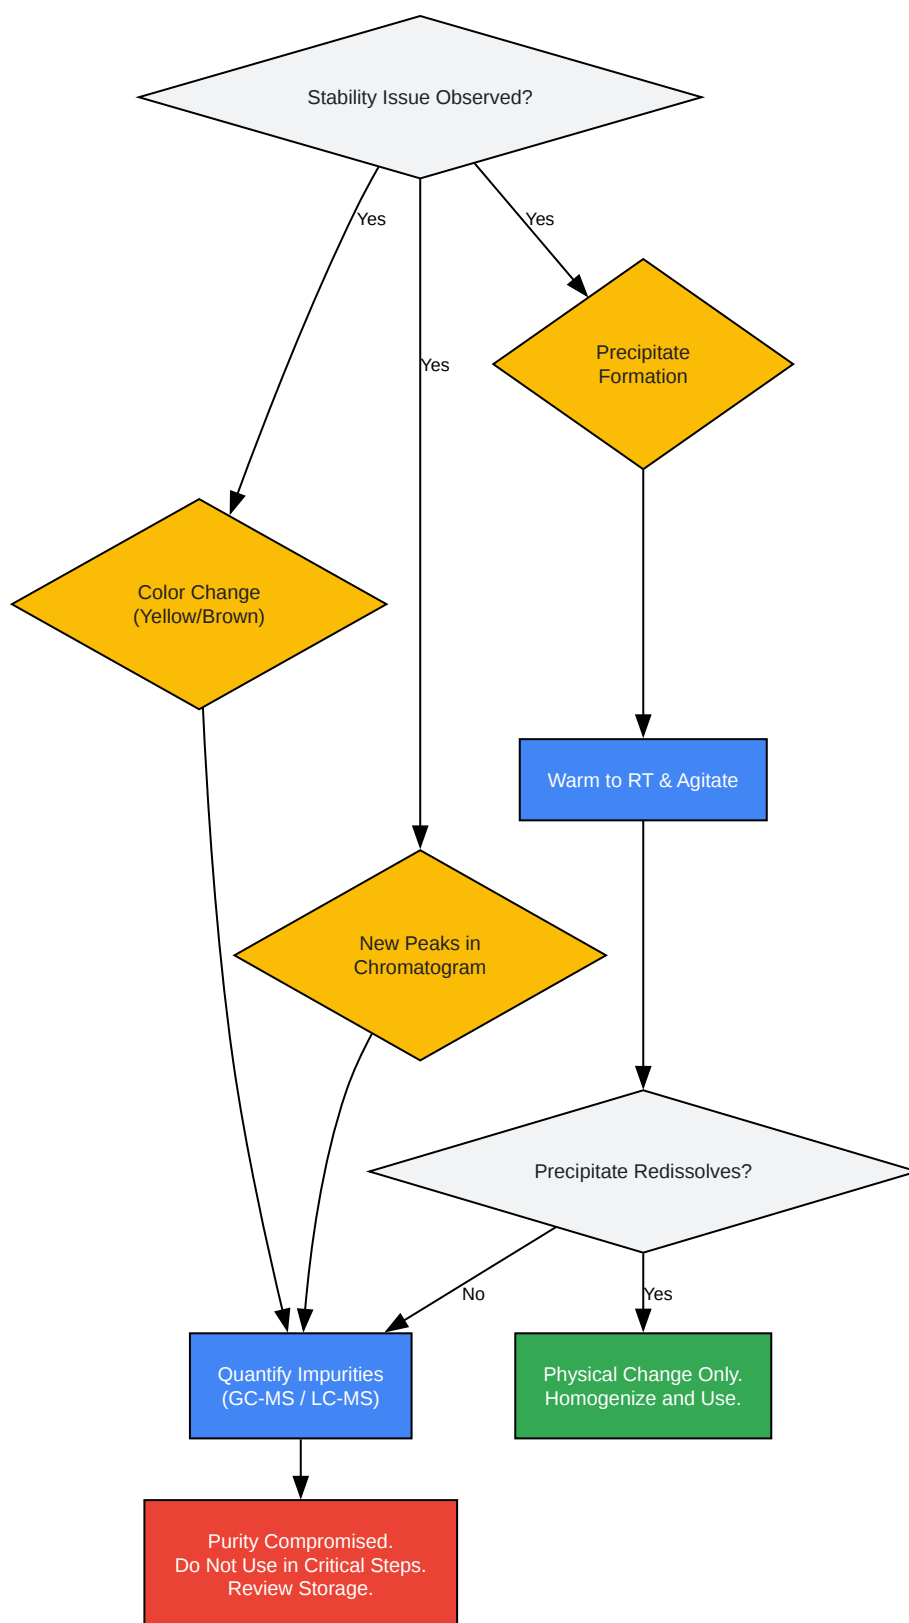 Stability Issue Observed?
Yes
Yes
Yes
Precipitate
Formation
Color Change
(Yellow/Brown)
Warm to RT & Agitate
New Peaks in
Chromatogram
Precipitate Redissolves?
No
Yes
Quantify Impurities
(GC-MS / LC-MS)
Physical Change Only.
Homogenize and Use.
Purity Compromised.
Do Not Use in Critical Steps.
Review Storage.